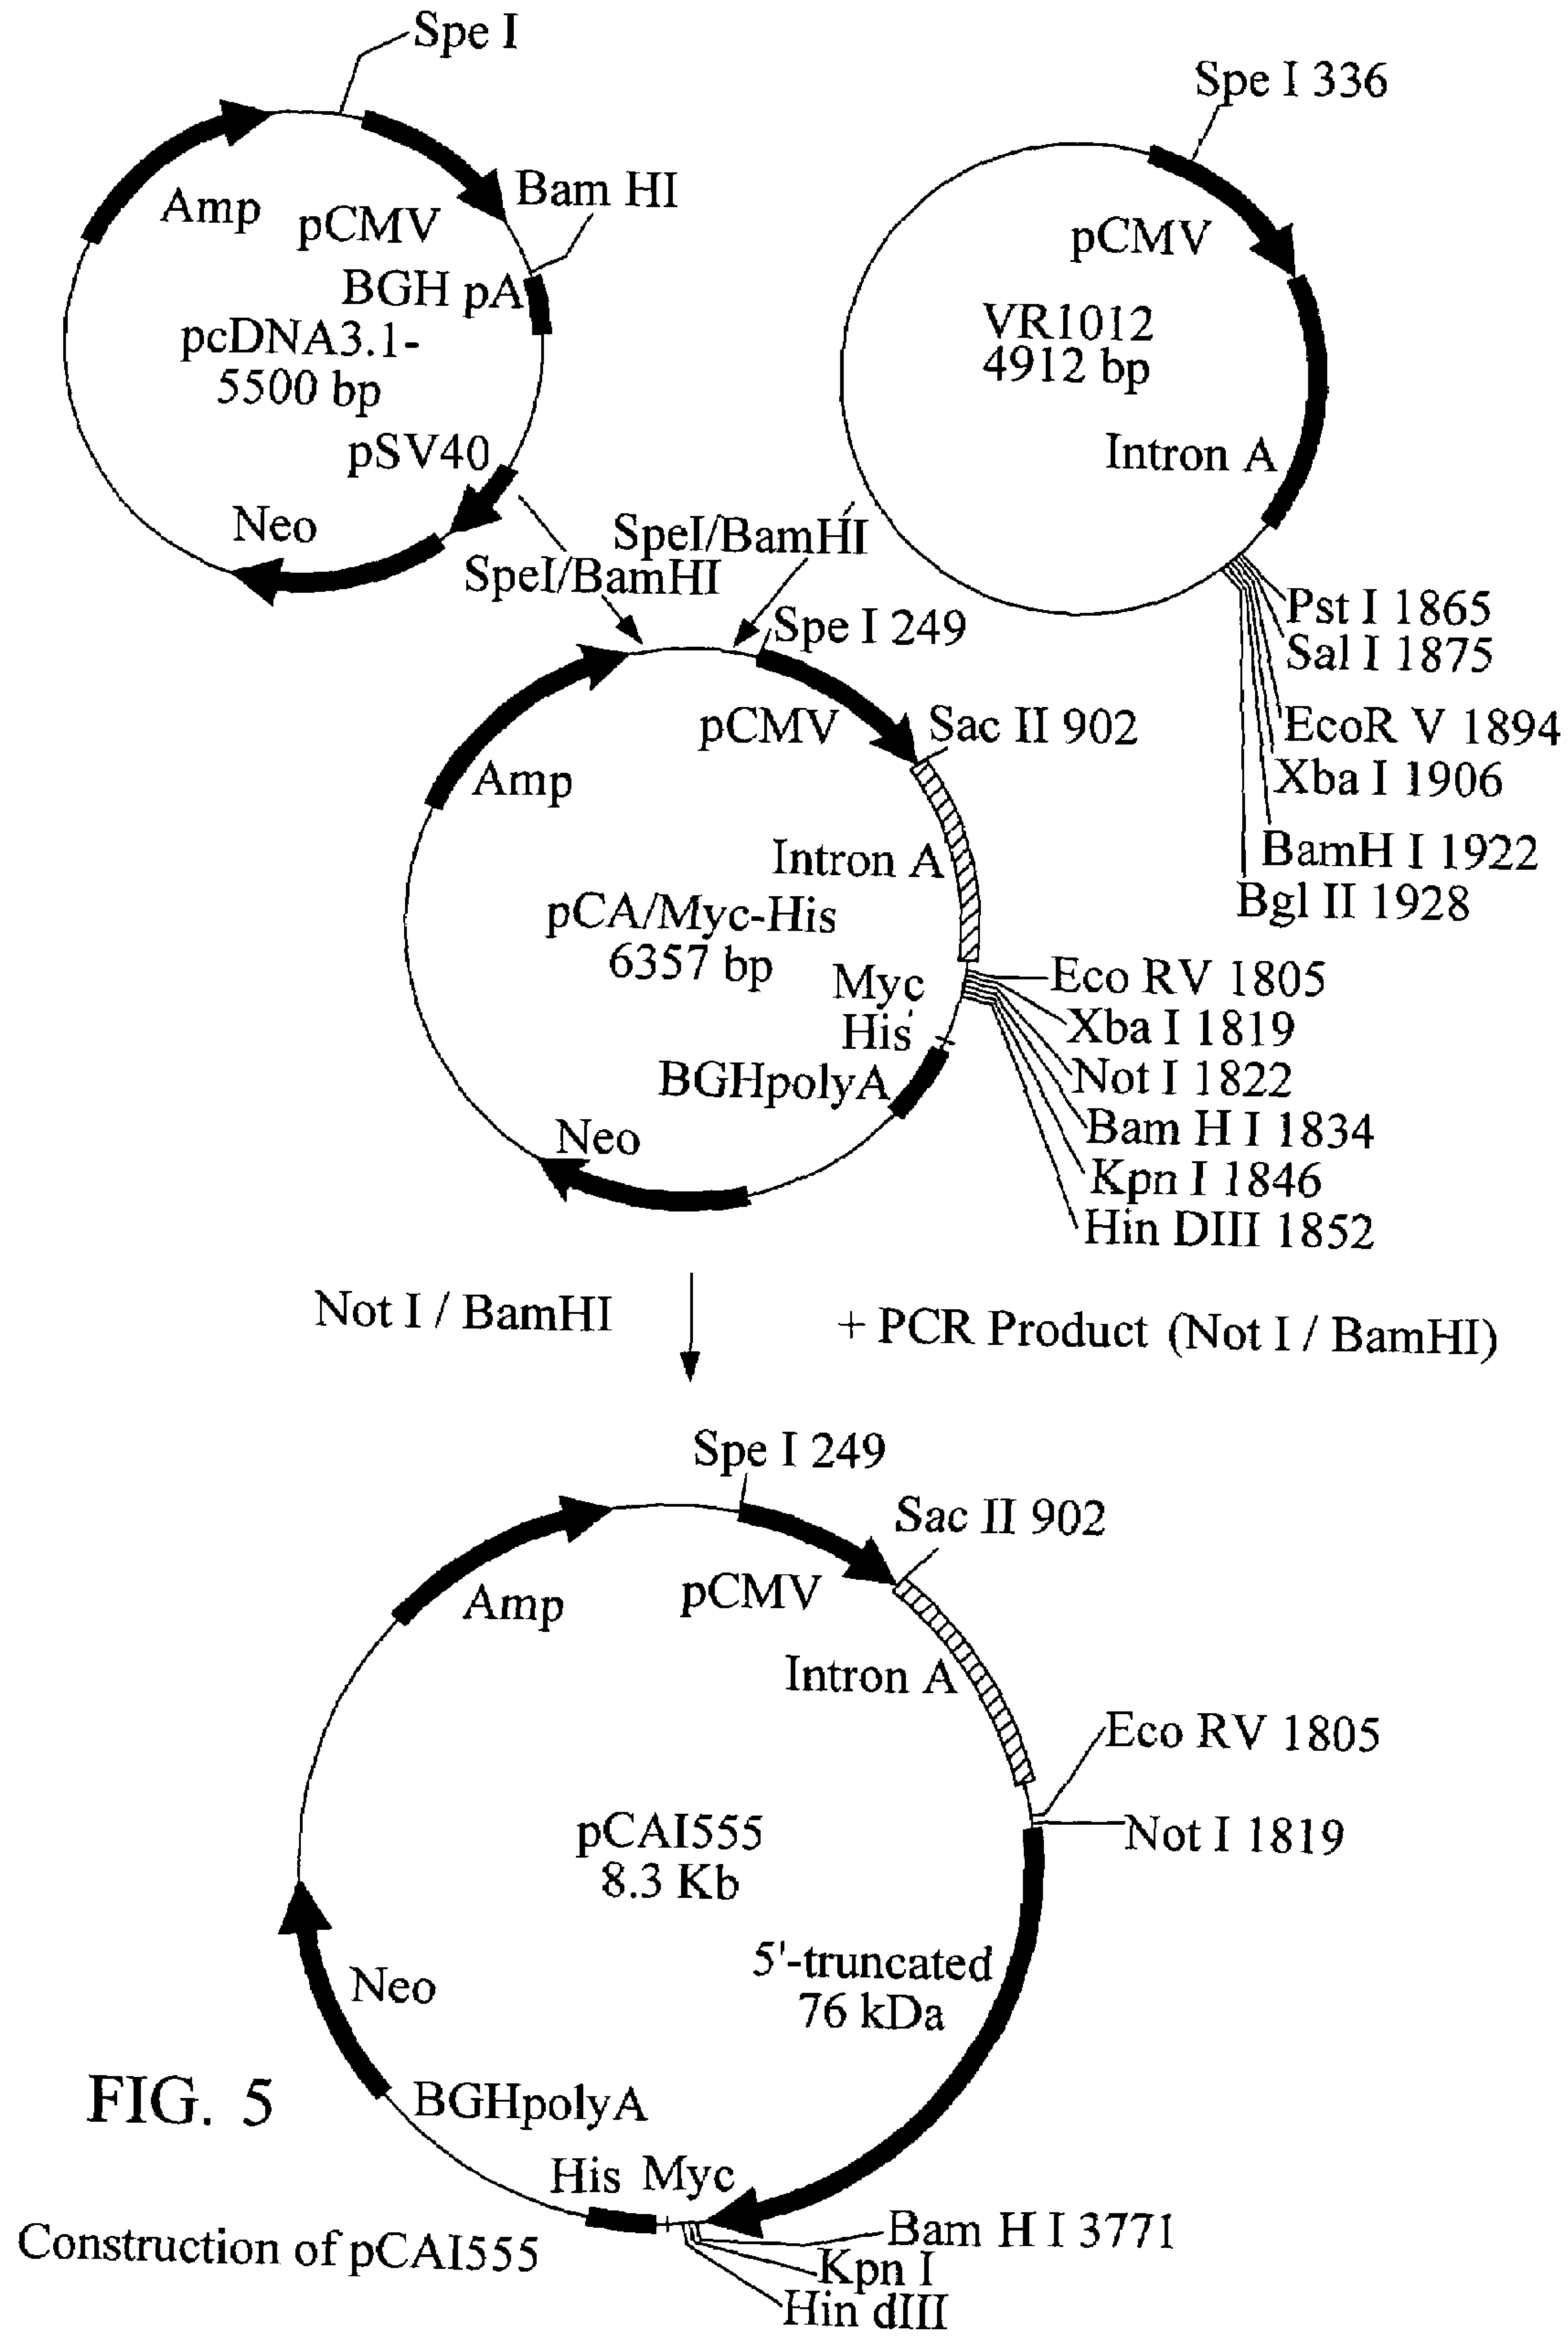 Spe I
Amp
pCMV
Bam HI
BGH pA
pcDNA3.1-
5500 bp
pSV40
Neo
SpeI/BamHI
Spe I 336
pCMV
VR1012
4912 bp
Intron A
SpeI/BamHI
Pst I 1865
Sal I 1875
EcoR V 1894
Xba I 1906
BamH I 1922
Bgl II 1928
Spe I 249
pCMV
Sac II 902
Amp
Intron A
pCA/Myc-His
6357 bp
Myc
His
BGHpolyA
Neo
Eco RV 1805
Xba I 1819
Not I 1822
Bam H I 1834
Kpn I 1846
Hin DIII 1852
Not I / BamHI
+ PCR Product (Not I / BamHI)
Spe I 249
Sac II 902
Amp
pCMV
Intron A
Eco RV 1805
Not I 1819
pCAI555
8.3 Kb
5'-truncated
76 kDa
Neo
BGHpolyA
His Myc
Bam H I 3771
Kpn I
Hin dIII
FIG. 5
Construction of pCAI555